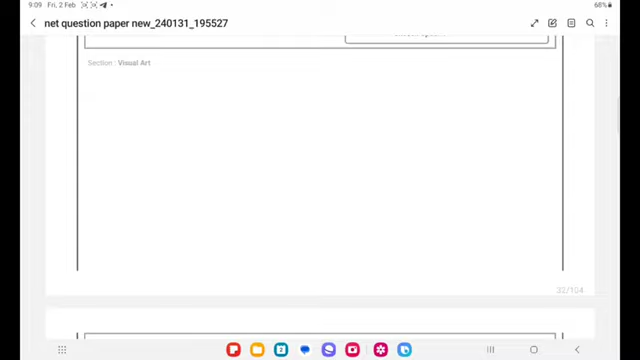 9:09 Fri, 2 Feb
68%
net question paper new_240131_195527
Section : Visual Art
32/104